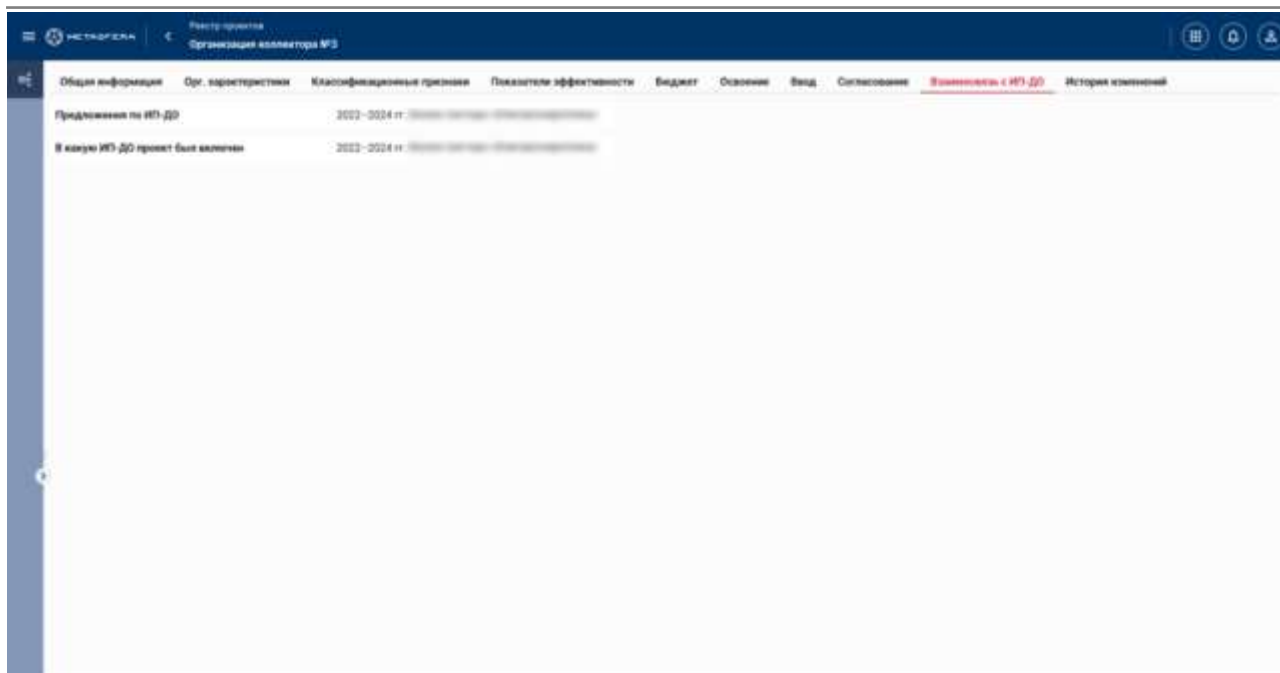 МЕТАСФЕРА
Реестр проектов
Организация коллектора №3
Общая информация Орг. характеристики Классификационные признаки Показатели эффективности Бюджет Освоение Ввод Согласование Взаимосвязь с ИП-ДО История изменений
Предложения по ИП-ДО 2022–2024 гг.
В какую ИП-ДО проект был включен 2022–2024 гг.